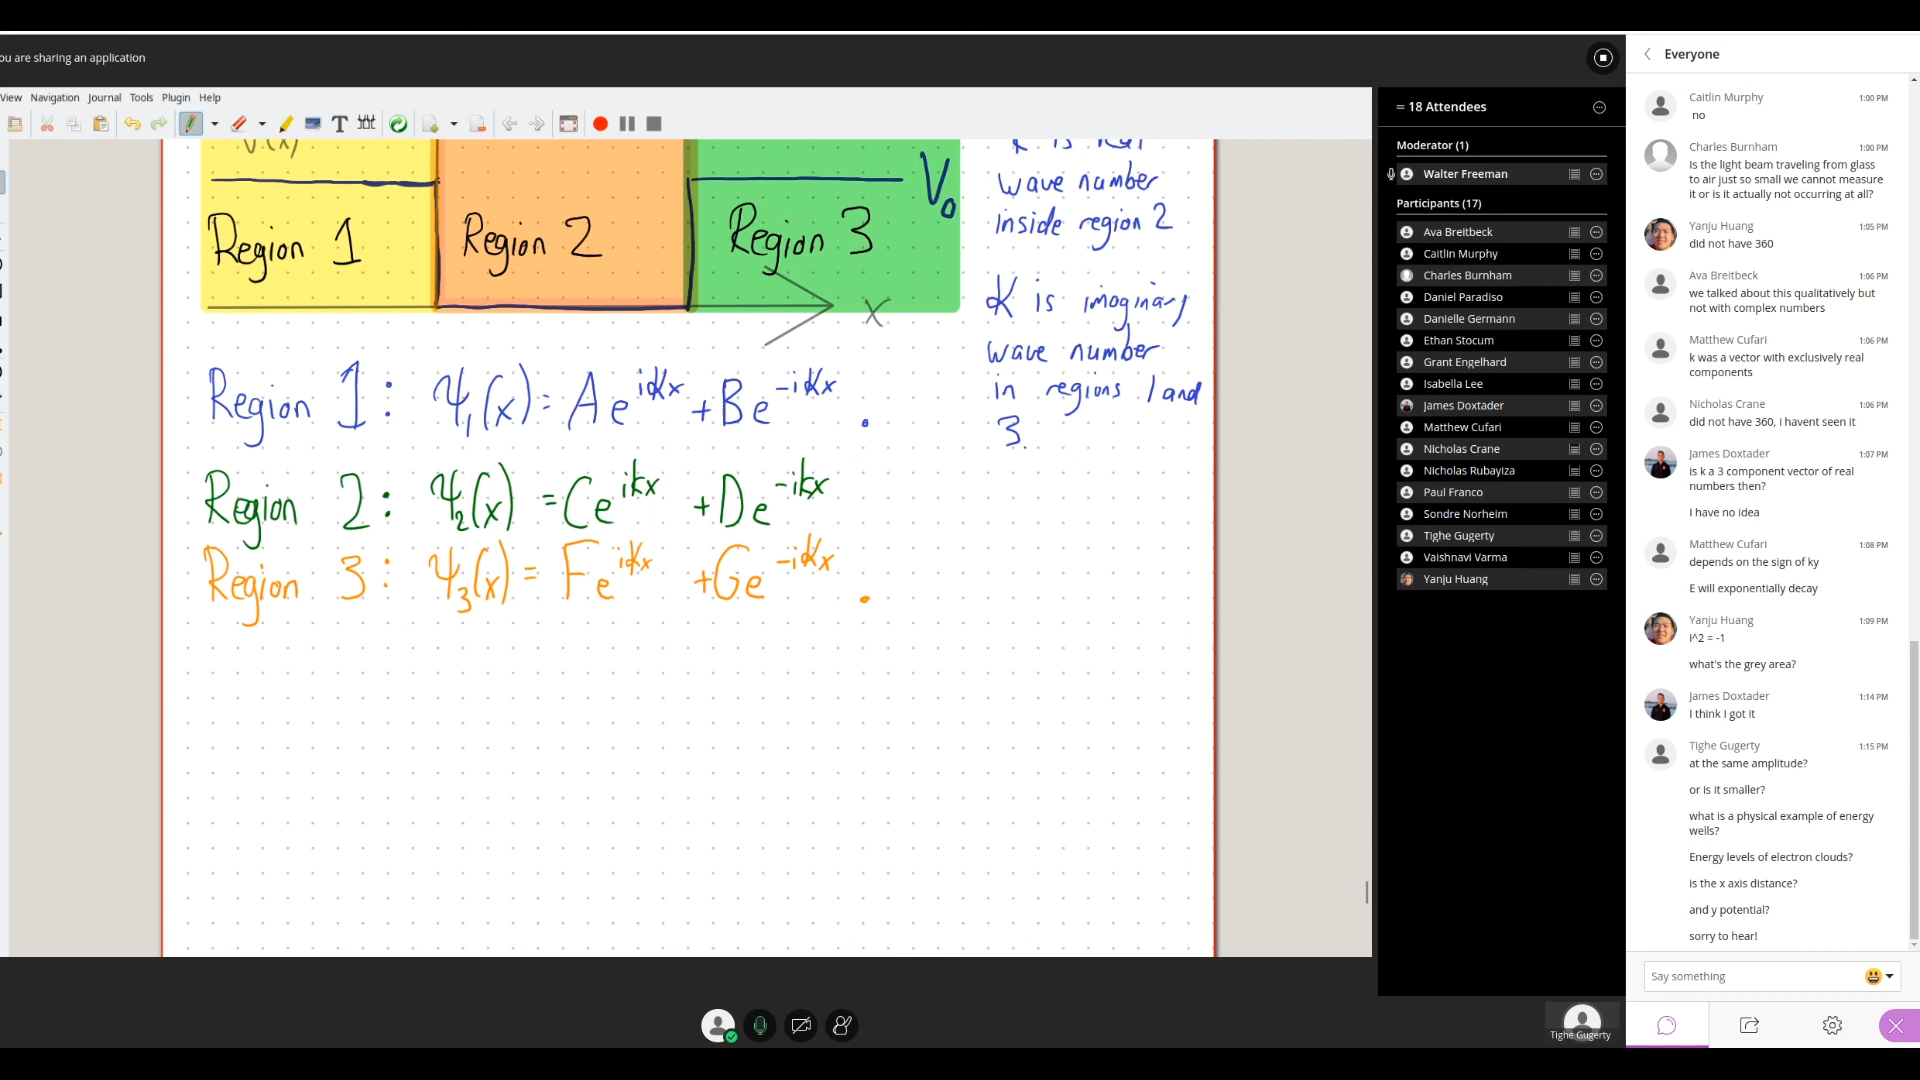 ou are sharing an application
View Navigation Journal Tools Plugin Help
V(x)
Region 1
Region 2
Region 3
V₀
x
wave number
inside region 2
K is imaginary
wave number
in regions 1 and
3.
Region 1: ψ₁(x) = Ae^{iKx} + Be^{-iKx}.
Region 2: ψ₂(x) = Ce^{ikx} + De^{-ikx}
Region 3: ψ₃(x) = Fe^{iKx} + Ge^{-iKx}.
18 Attendees
Moderator (1)
Walter Freeman
Participants (17)
Ava Breitbeck
Caitlin Murphy
Charles Burnham
Daniel Paradiso
Danielle Germann
Ethan Stocum
Grant Engelhard
Isabella Lee
James Doxtader
Matthew Cufari
Nicholas Crane
Nicholas Rubayiza
Paul Franco
Sondre Norheim
Tighe Gugerty
Vaishnavi Varma
Yanju Huang
Tighe Gugerty
Everyone
Caitlin Murphy 1:00 PM
no
Charles Burnham 1:00 PM
Is the light beam traveling from glass
to air just so small we cannot measure
it or is it actually not occurring at all?
Yanju Huang 1:05 PM
did not have 360
Ava Breitbeck 1:06 PM
we talked about this qualitatively but
not with complex numbers
Matthew Cufari 1:06 PM
k was a vector with exclusively real
components
Nicholas Crane 1:06 PM
did not have 360, i havent seen it
James Doxtader 1:07 PM
is k a 3 component vector of real
numbers then?
I have no idea
Matthew Cufari 1:08 PM
depends on the sign of ky
E will exponentially decay
Yanju Huang 1:09 PM
i^2 = -1
what's the grey area?
James Doxtader 1:14 PM
I think I got it
Tighe Gugerty 1:15 PM
at the same amplitude?
or is it smaller?
what is a physical example of energy
wells?
Energy levels of electron clouds?
is the x axis distance?
and y potential?
sorry to hear!
Say something